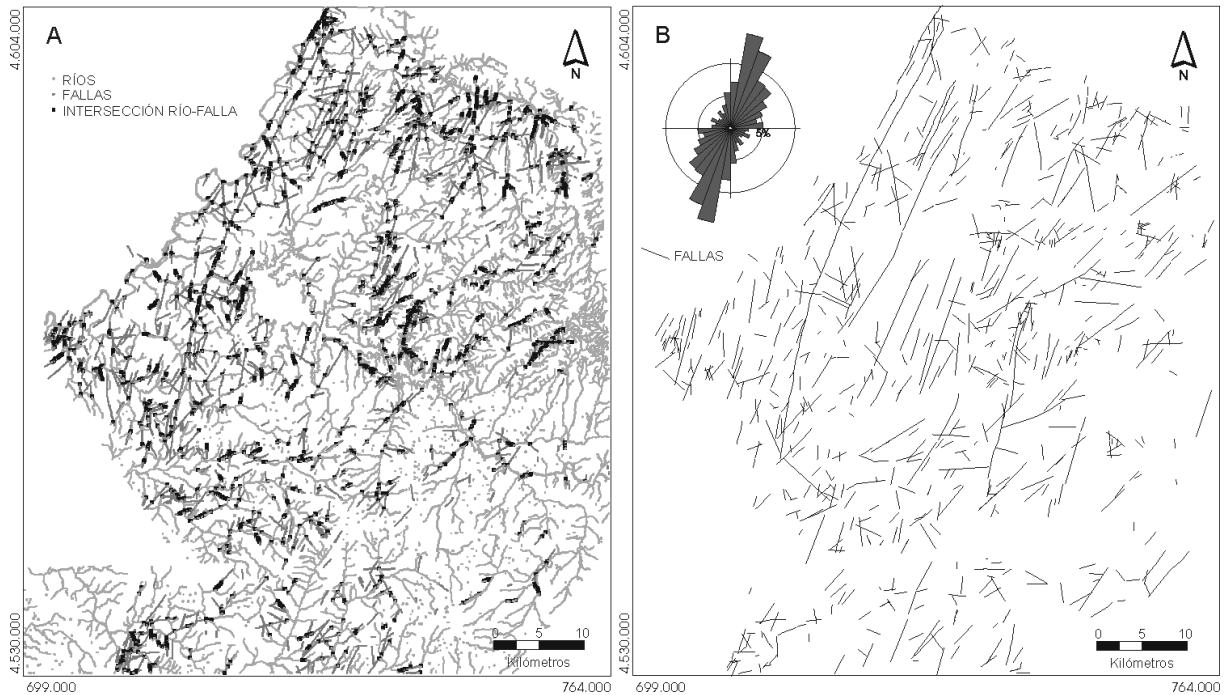 4.604.000
A
N
RÍOS
FALLAS
INTERSECCIÓN RÍO-FALLA
0 5 10
Kilómetros
4.530.000
699.000
764.000
4.604.000
B
N
5%
FALLAS
0 5 10
Kilómetros
4.530.000
699.000
764.000